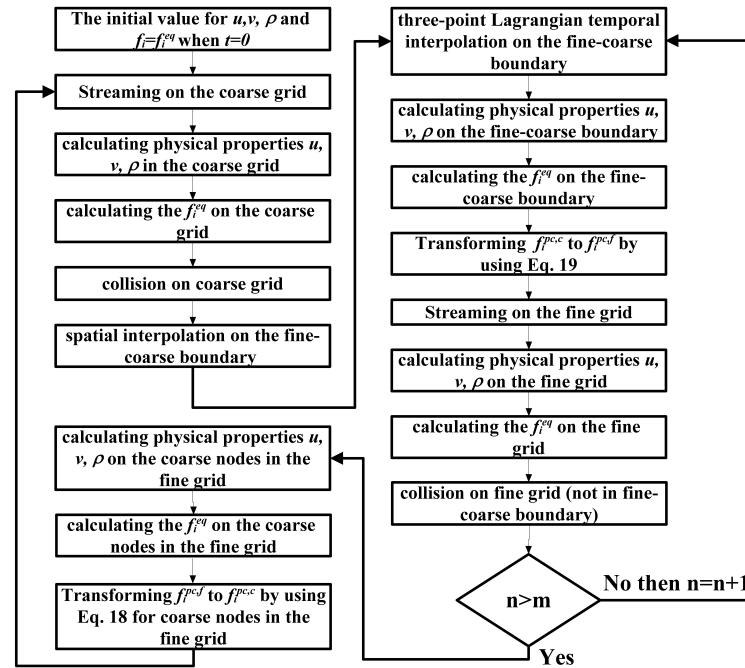 The initial value for u,v, ρ and
fᵢ=fᵢᵉᑫ when t=0
Streaming on the coarse grid
calculating physical properties u,
v, ρ in the coarse grid
calculating the fᵢᵉᑫ on the coarse
grid
collision on coarse grid
spatial interpolation on the fine-
coarse boundary
three-point Lagrangian temporal
interpolation on the fine-coarse
boundary
calculating physical properties u,
v, ρ on the fine-coarse boundary
calculating the fᵢᵉᑫ on the fine-
coarse boundary
Transforming fᵢᵖᶜ,ᶜ to fᵢᵖᶜ,ᶠ by
using Eq. 19
Streaming on the fine grid
calculating physical properties u,
v, ρ on the fine grid
calculating the fᵢᵉᑫ on the fine
grid
collision on fine grid (not in fine-
coarse boundary)
n>m
No then n=n+1
Yes
calculating physical properties u,
v, ρ on the coarse nodes in the
fine grid
calculating the fᵢᵉᑫ on the coarse
nodes in the fine grid
Transforming fᵢᵖᶜ,ᶠ to fᵢᵖᶜ,ᶜ by using
Eq. 18 for coarse nodes in the
fine grid